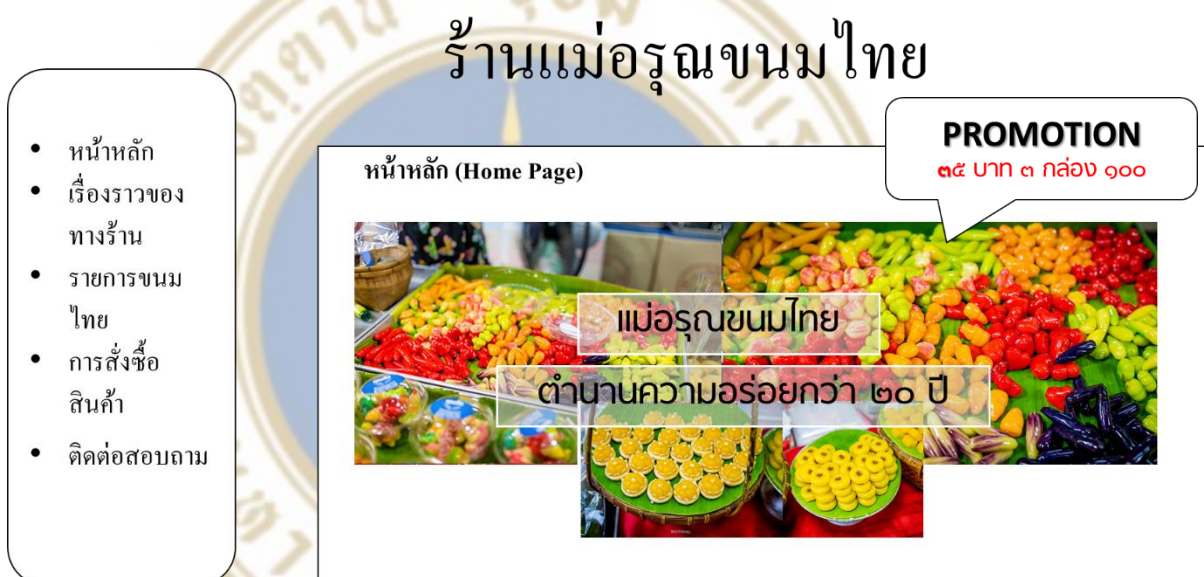 ร้านแม่อรุณขนมไทย
• หน้าหลัก
• เรื่องราวของ
ทางร้าน
• รายการขนม
ไทย
• การสั่งซื้อ
สินค้า
• ติดต่อสอบถาม
PROMOTION
๓๕ บาท ๓ กล่อง ๑๐๐
หน้าหลัก (Home Page)
แม่อรุณขนมไทย
ตำนานความอร่อยกว่า ๒๐ ปี